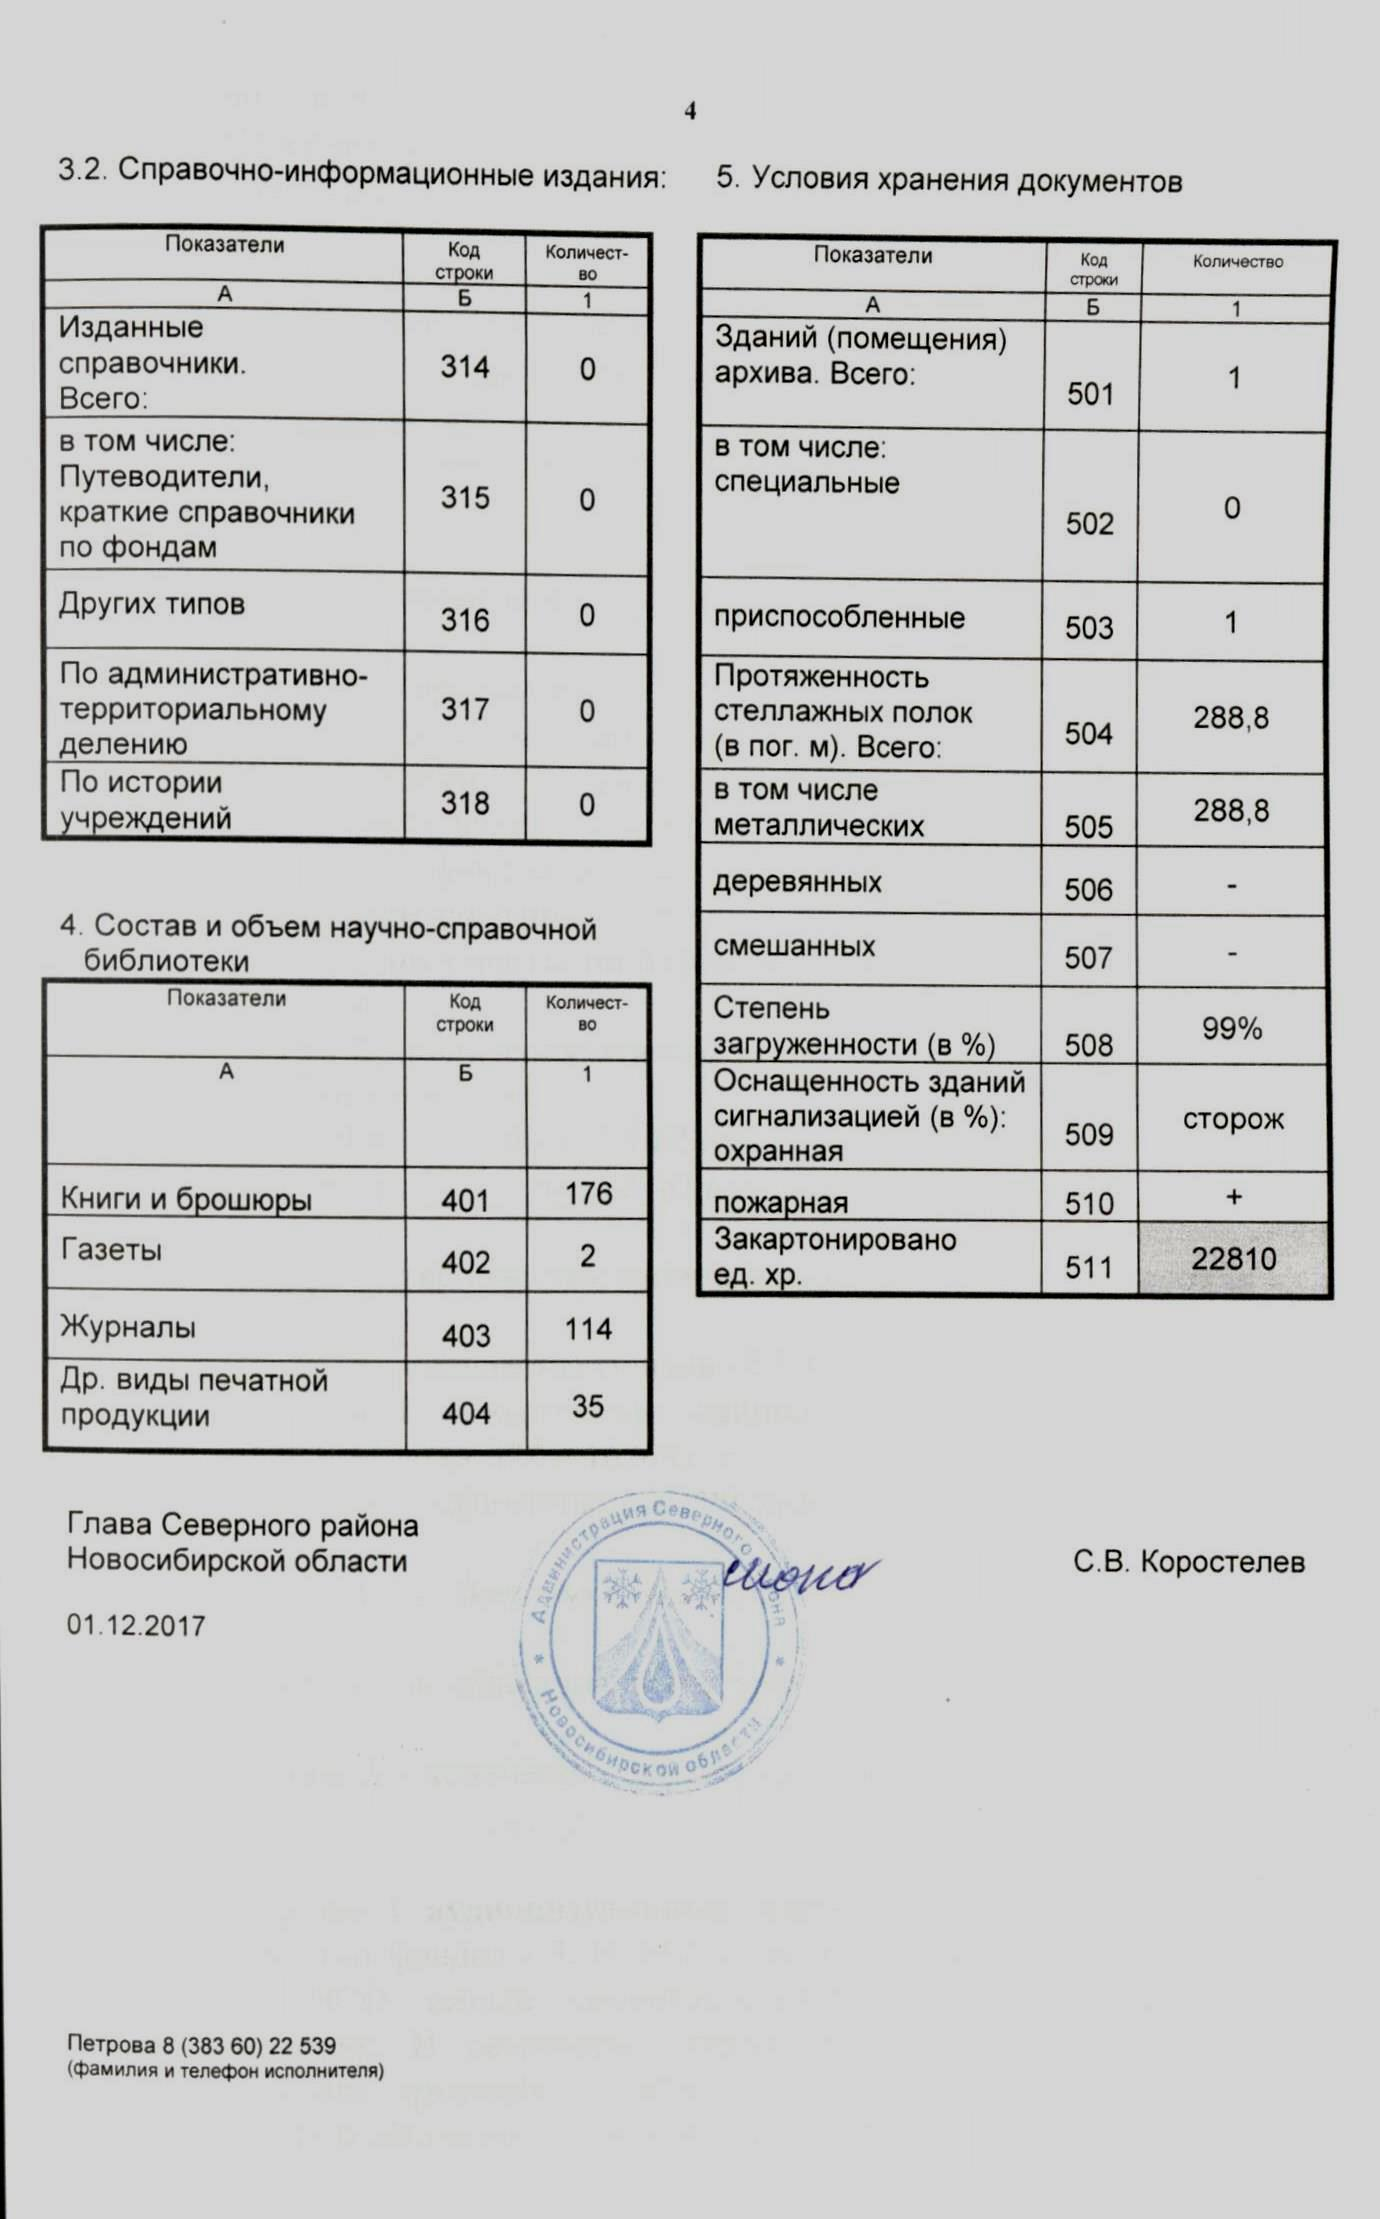 4
3.2. Справочно-информационные издания:
Показатели
Код
строки
Количест-
во
А
Б
1
Изданные
справочники.
Всего:
314
0
в том числе:
Путеводители,
краткие справочники
по фондам
315
0
Других типов
316
0
По административно-
территориальному
делению
317
0
По истории
учреждений
318
0
4. Состав и объем научно-справочной
библиотеки
Показатели
Код
строки
Количест-
во
А
Б
1
Книги и брошюры
401
176
Газеты
402
2
Журналы
403
114
Др. виды печатной
продукции
404
35
5. Условия хранения документов
Показатели
Код
строки
Количество
А
Б
1
Зданий (помещения)
архива. Всего:
501
1
в том числе:
специальные
502
0
приспособленные
503
1
Протяженность
стеллажных полок
(в пог. м). Всего:
504
288,8
в том числе
металлических
505
288,8
деревянных
506
-
смешанных
507
-
Степень
загруженности (в %)
508
99%
Оснащенность зданий
сигнализацией (в %):
охранная
509
сторож
пожарная
510
+
Закартонировано
ед. хр.
511
22810
Глава Северного района
Новосибирской области
С.В. Коростелев
01.12.2017
Администрация Северного района
* Новосибирской области *
Петрова 8 (383 60) 22 539
(фамилия и телефон исполнителя)